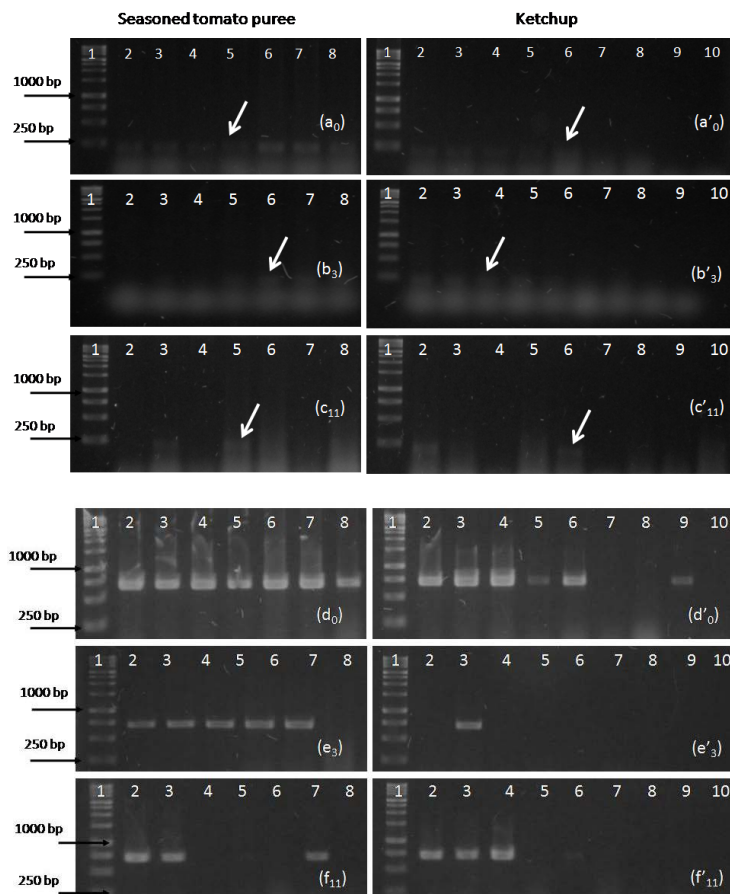 Seasoned tomato puree Ketchup
1 2 3 4 5 6 7 8 1 2 3 4 5 6 7 8 9 10
1000 bp
250 bp
(a0) (a'0)
1 2 3 4 5 6 7 8 1 2 3 4 5 6 7 8 9 10
1000 bp
250 bp
(b3) (b'3)
1 2 3 4 5 6 7 8 1 2 3 4 5 6 7 8 9 10
1000 bp
250 bp
(c11) (c'11)
1 2 3 4 5 6 7 8 1 2 3 4 5 6 7 8 9 10
1000 bp
250 bp
(d0) (d'0)
1 2 3 4 5 6 7 8 1 2 3 4 5 6 7 8 9 10
1000 bp
250 bp
(e3) (e'3)
1 2 3 4 5 6 7 8 1 2 3 4 5 6 7 8 9 10
1000 bp
250 bp
(f11) (f'11)